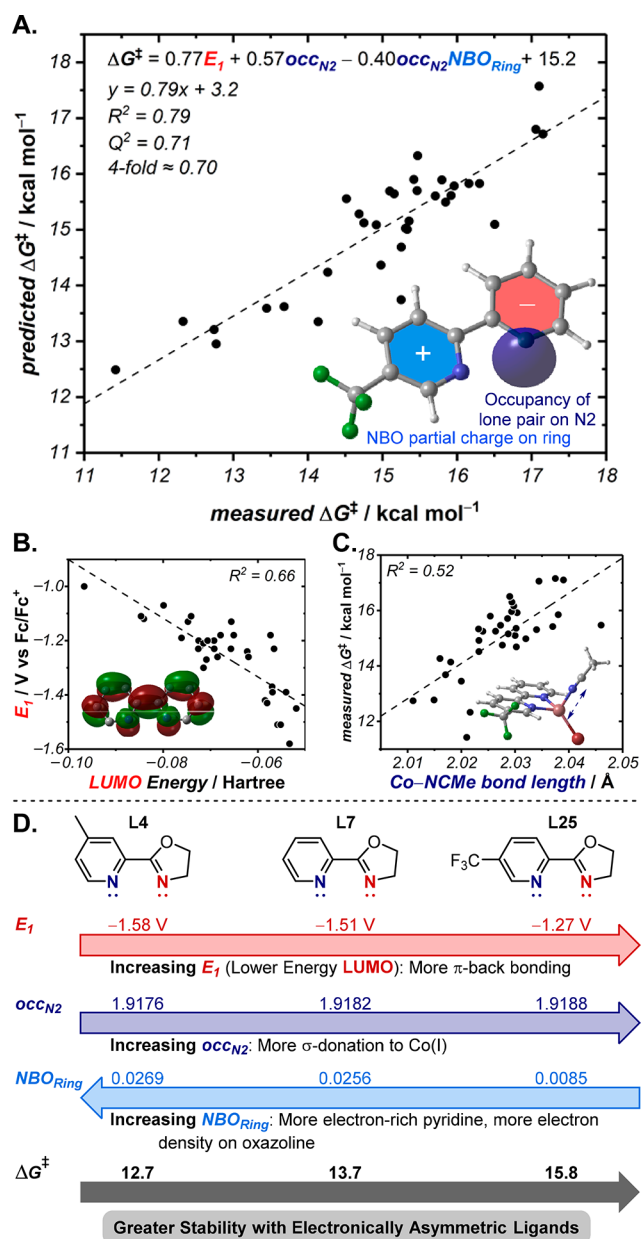 A.
ΔG‡ = 0.77E1 + 0.57occN2 – 0.40occN2NBORing + 15.2
y = 0.79x + 3.2
R² = 0.79
Q² = 0.71
4-fold ≈ 0.70
predicted ΔG‡ / kcal mol⁻¹
18
17
16
15
14
13
12
11
+
–
Occupancy of
lone pair on N2
NBO partial charge on ring
11 12 13 14 15 16 17 18
measured ΔG‡ / kcal mol⁻¹
B.
R² = 0.66
E1 / V vs Fc/Fc⁺
–1.0
–1.2
–1.4
–1.6
–0.10 –0.08 –0.06
LUMO Energy / Hartree
C.
R² = 0.52
measured ΔG‡ / kcal mol⁻¹
18
16
14
12
2.01 2.02 2.03 2.04 2.05
Co–NCMe bond length / Å
D.
L4 L7 L25
O O F3C O
N N N N N N
E1 –1.58 V –1.51 V –1.27 V
Increasing E1 (Lower Energy LUMO): More π-back bonding
occN2 1.9176 1.9182 1.9188
Increasing occN2: More σ-donation to Co(I)
NBORing 0.0269 0.0256 0.0085
Increasing NBORing: More electron-rich pyridine, more electron
density on oxazoline
ΔG‡ 12.7 13.7 15.8
Greater Stability with Electronically Asymmetric Ligands